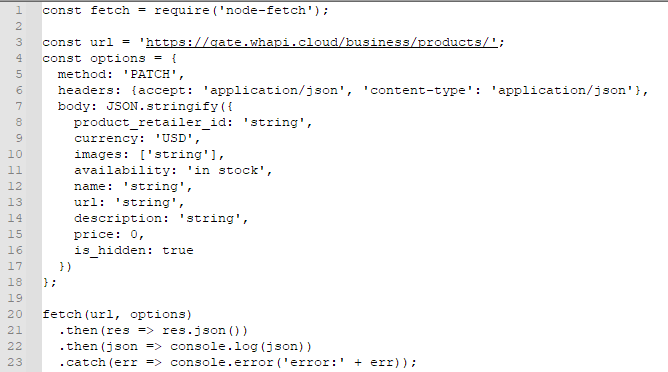 1 const fetch = require('node-fetch');
2
3 const url = 'https://gate.whapi.cloud/business/products/';
4 const options = {
5   method: 'PATCH',
6   headers: {accept: 'application/json', 'content-type': 'application/json'},
7   body: JSON.stringify({
8     product_retailer_id: 'string',
9     currency: 'USD',
10     images: ['string'],
11     availability: 'in stock',
12     name: 'string',
13     url: 'string',
14     description: 'string',
15     price: 0,
16     is_hidden: true
17   })
18 };
19
20 fetch(url, options)
21   .then(res => res.json())
22   .then(json => console.log(json))
23   .catch(err => console.error('error:' + err));